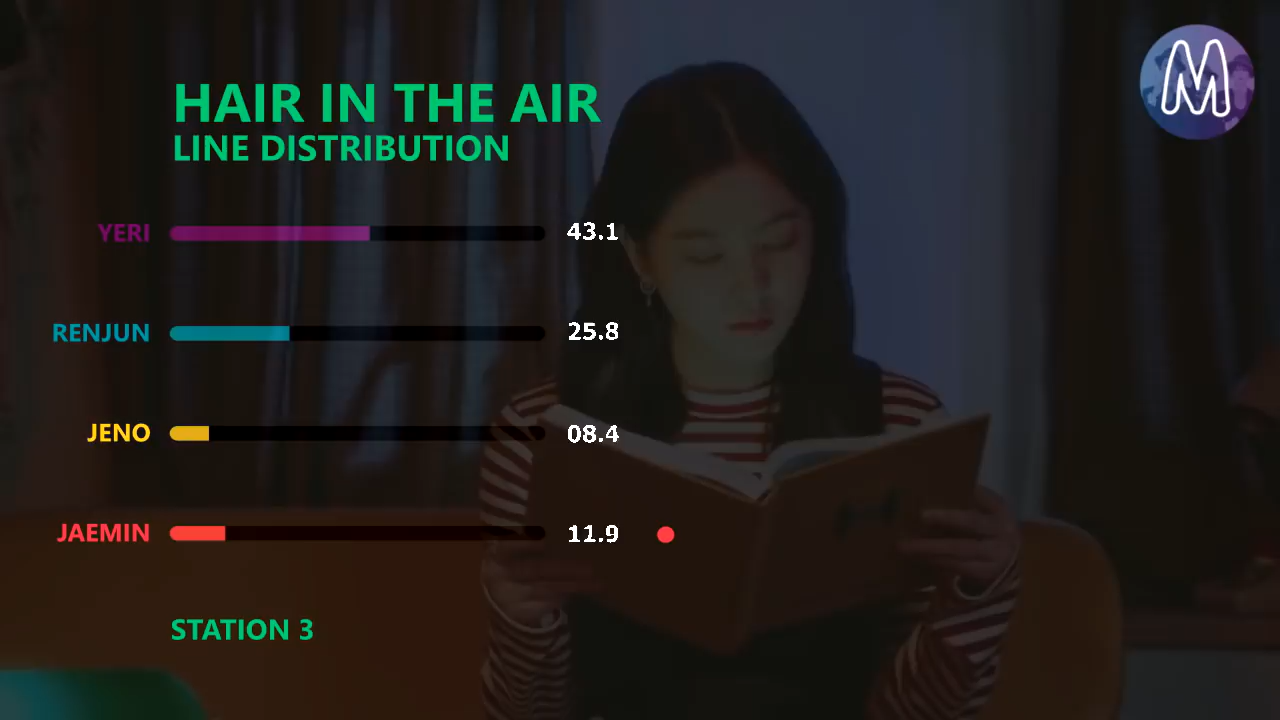 HAIR IN THE AIR
LINE DISTRIBUTION
YERI 43.1
RENJUN 25.8
JENO 08.4
JAEMIN 11.9
STATION 3
M